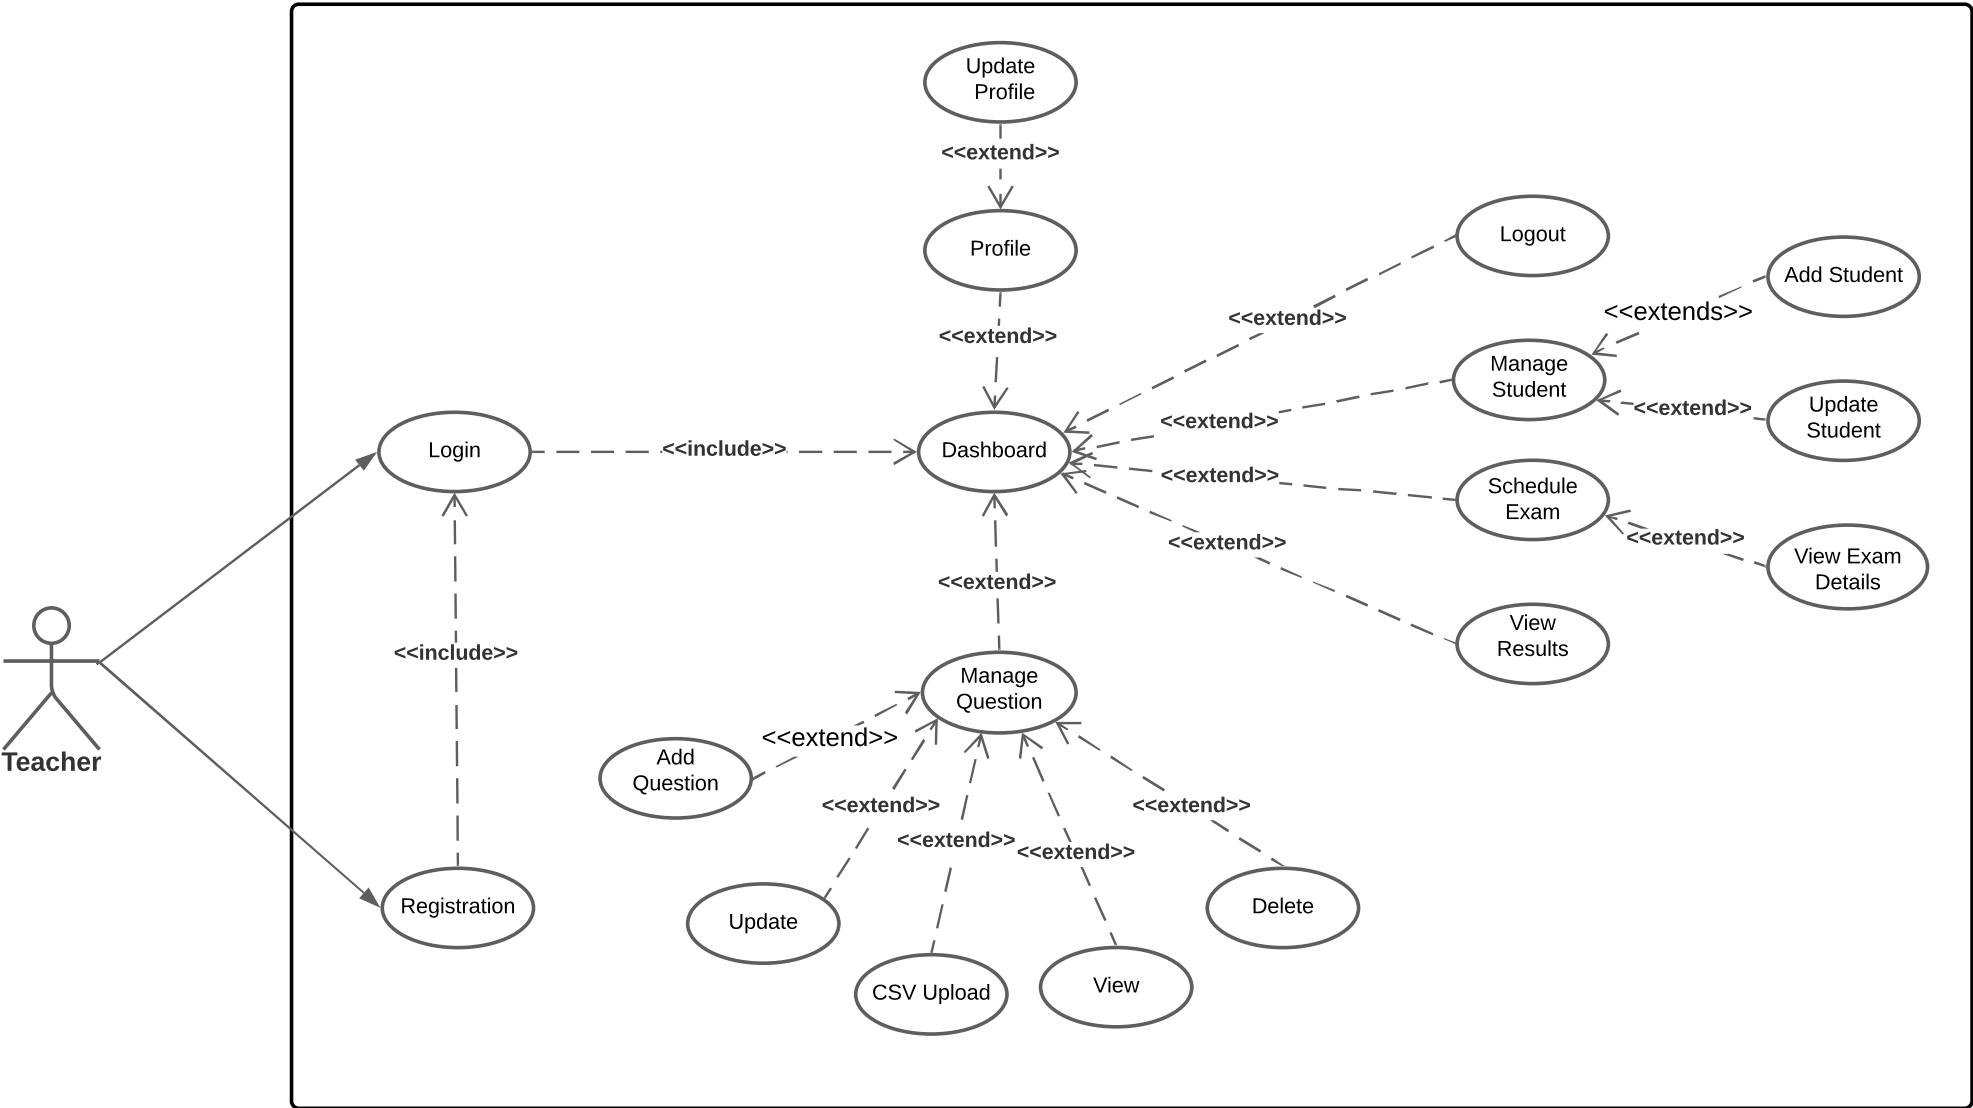 Update
Profile
<<extend>>
Profile
<<extend>>
Logout
<<extend>>
Add Student
<<extends>>
Manage
Student
<<extend>>
Update
Student
<<extend>>
Login
<<include>>
Dashboard
<<extend>>
Schedule
Exam
<<extend>>
View Exam
Details
<<extend>>
View
Results
<<extend>>
Manage
Question
<<include>>
Teacher
<<extend>>
Add
Question
<<extend>>
<<extend>>
<<extend>>
<<extend>>
Registration
Update
CSV Upload
View
Delete